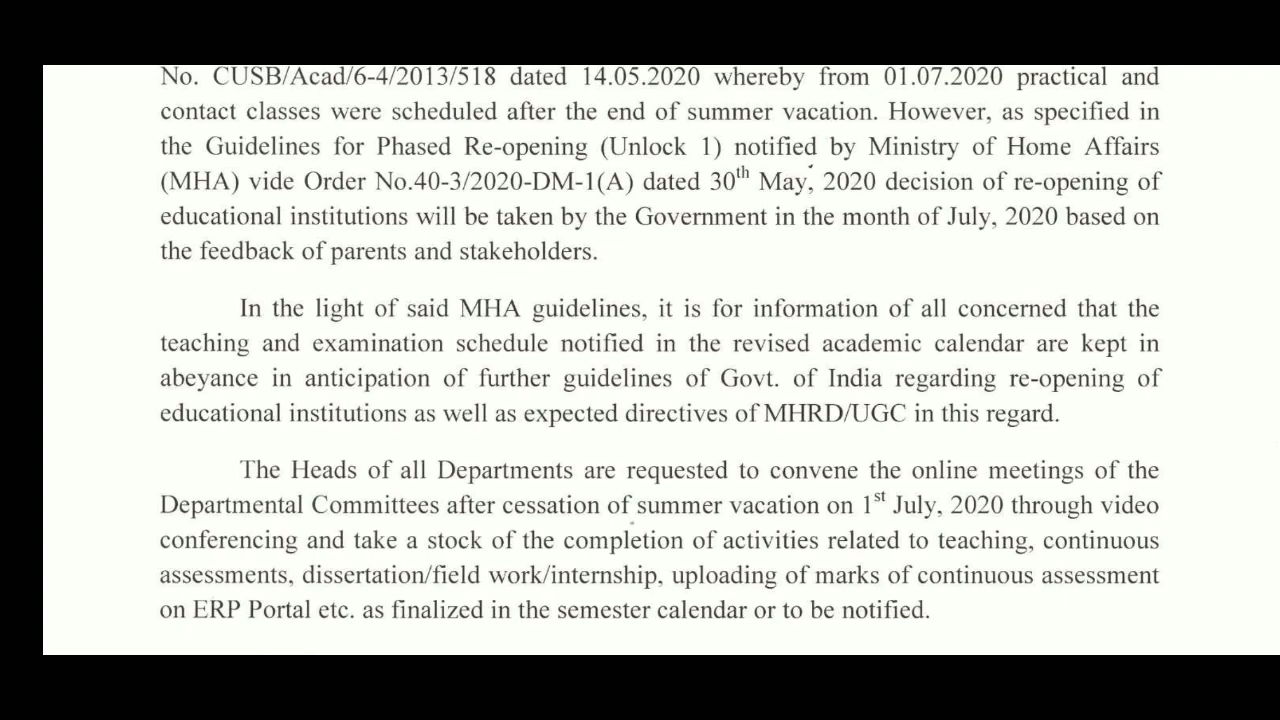 No. CUSB/Acad/6-4/2013/518 dated 14.05.2020 whereby from 01.07.2020 practical and
contact classes were scheduled after the end of summer vacation. However, as specified in
the Guidelines for Phased Re-opening (Unlock 1) notified by Ministry of Home Affairs
(MHA) vide Order No.40-3/2020-DM-1(A) dated 30th May, 2020 decision of re-opening of
educational institutions will be taken by the Government in the month of July, 2020 based on
the feedback of parents and stakeholders.
In the light of said MHA guidelines, it is for information of all concerned that the
teaching and examination schedule notified in the revised academic calendar are kept in
abeyance in anticipation of further guidelines of Govt. of India regarding re-opening of
educational institutions as well as expected directives of MHRD/UGC in this regard.
The Heads of all Departments are requested to convene the online meetings of the
Departmental Committees after cessation of summer vacation on 1st July, 2020 through video
conferencing and take a stock of the completion of activities related to teaching, continuous
assessments, dissertation/field work/internship, uploading of marks of continuous assessment
on ERP Portal etc. as finalized in the semester calendar or to be notified.